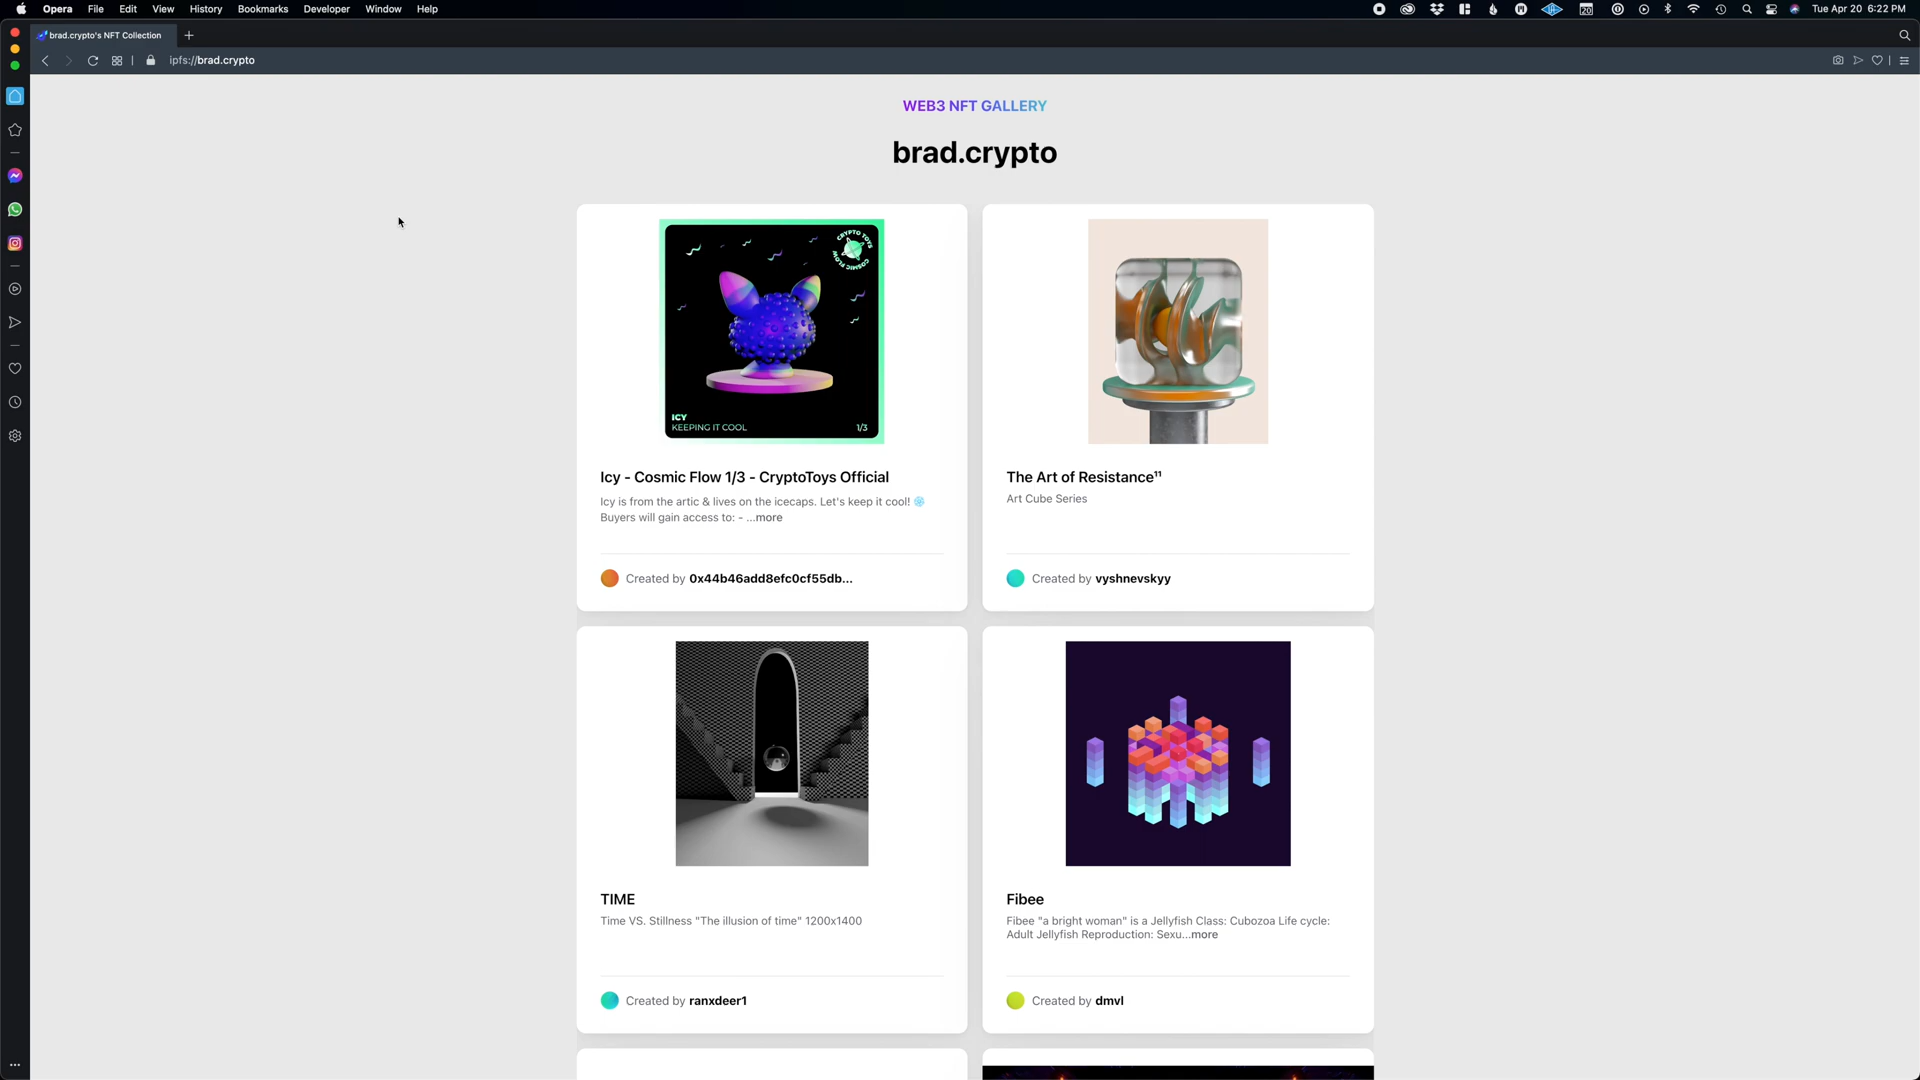 Opera File Edit View History Bookmarks Developer Window Help
20
Tue Apr 20 6:22 PM
brad.crypto's NFT Collection
ipfs://brad.crypto
WEB3 NFT GALLERY
brad.crypto
CRYPTO TOYS
COSMIC FLOW
ICY
KEEPING IT COOL 1/3
Icy - Cosmic Flow 1/3 - CryptoToys Official
Icy is from the artic & lives on the icecaps. Let's keep it cool!
Buyers will gain access to: - ...more
Created by 0x44b46add8efc0cf55db...
The Art of Resistance¹¹
Art Cube Series
Created by vyshnevskyy
TIME
Time VS. Stillness "The illusion of time" 1200x1400
Created by ranxdeer1
Fibee
Fibee "a bright woman" is a Jellyfish Class: Cubozoa Life cycle:
Adult Jellyfish Reproduction: Sexu...more
Created by dmvl